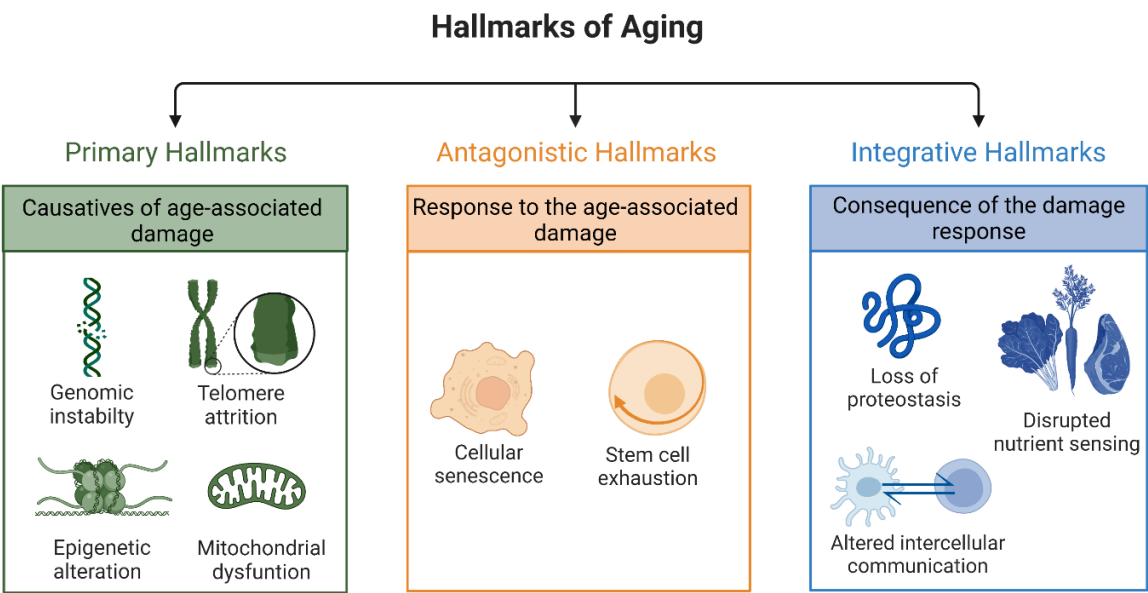 Hallmarks of Aging
Primary Hallmarks
Causatives of age-associated
damage
Genomic
instabilty
Telomere
attrition
Epigenetic
alteration
Mitochondrial
dysfuntion
Antagonistic Hallmarks
Response to the age-associated
damage
Cellular
senescence
Stem cell
exhaustion
Integrative Hallmarks
Consequence of the damage
response
Loss of
proteostasis
Disrupted
nutrient sensing
Altered intercellular
communication